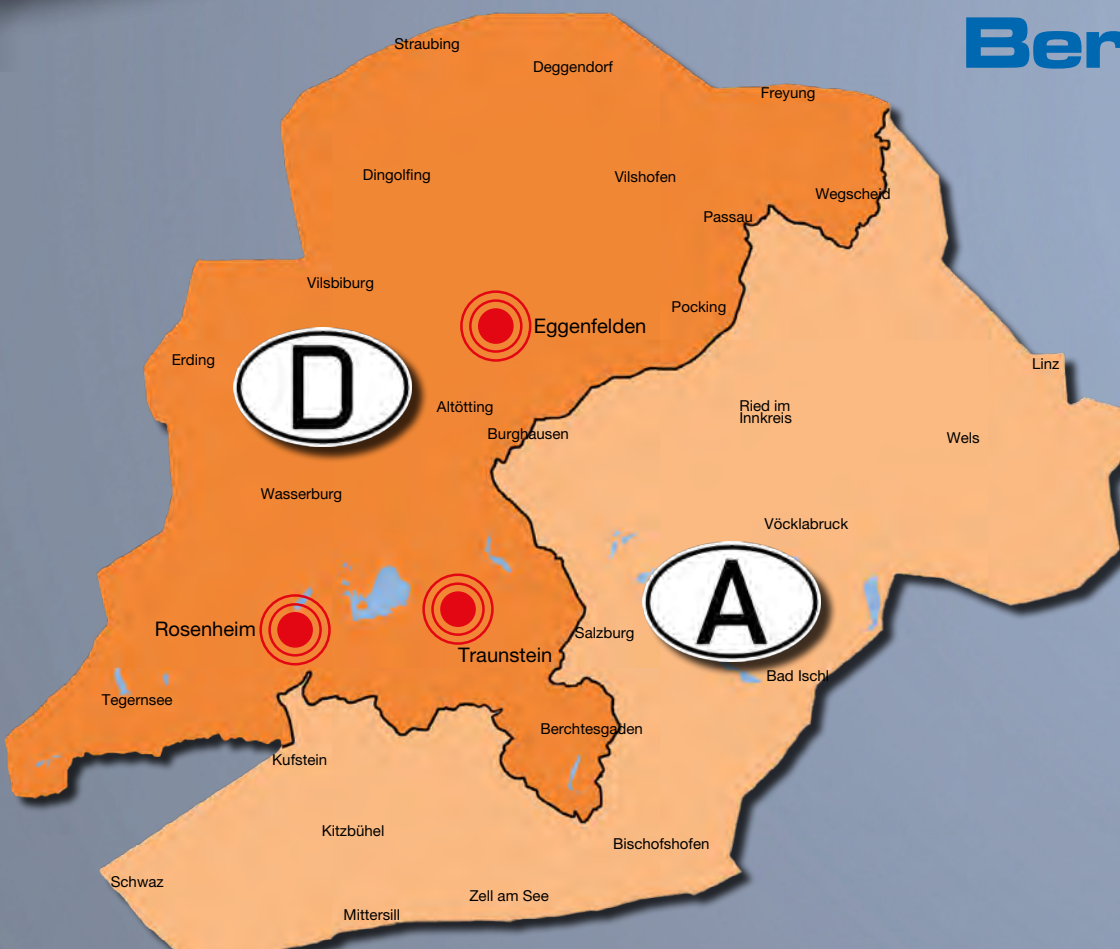 Ber
Straubing
Deggendorf
Freyung
Dingolfing
Vilshofen
Wegscheid
Passau
Vilsbiburg
Pocking
Eggenfelden
Erding
D
Linz
Altötting
Ried im
Innkreis
Burghausen
Wels
Wasserburg
Vöcklabruck
A
Rosenheim
Salzburg
Traunstein
Bad Ischl
Tegernsee
Berchtesgaden
Kufstein
Kitzbühel
Bischofshofen
Schwaz
Zell am See
Mittersill